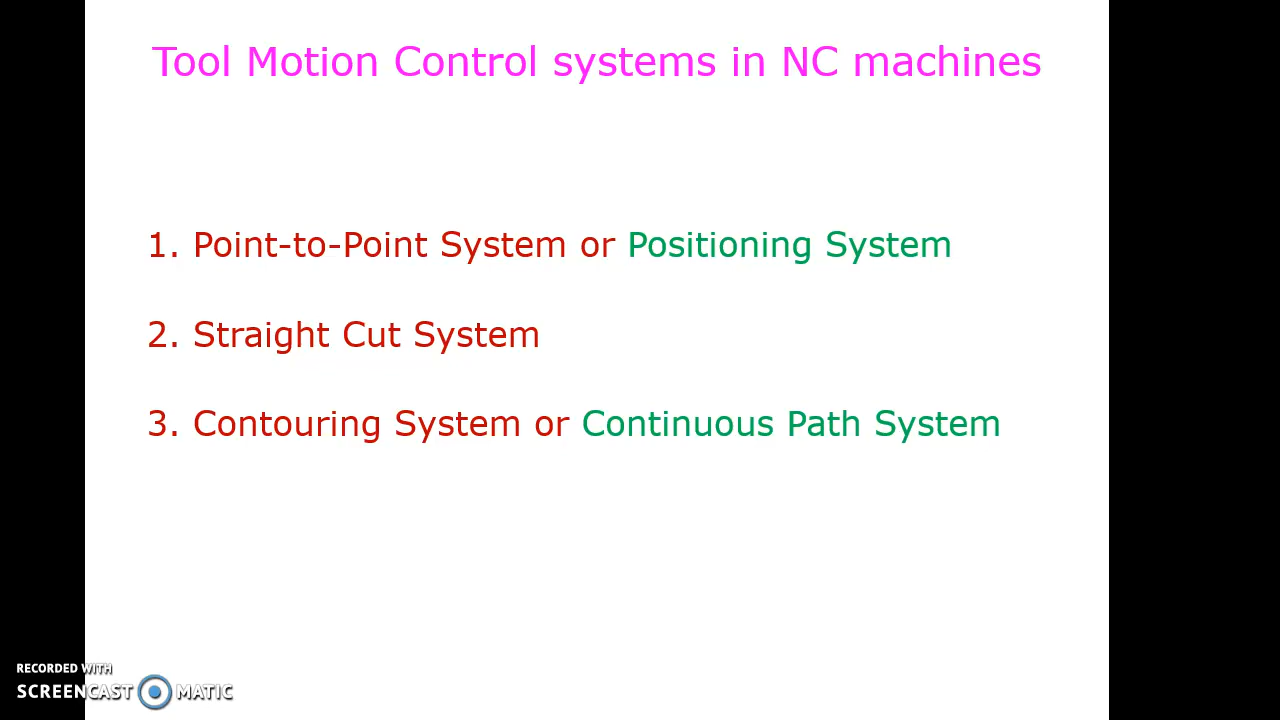 Tool Motion Control systems in NC machines
1. Point-to-Point System or Positioning System
2. Straight Cut System
3. Contouring System or Continuous Path System
RECORDED WITH
SCREENCAST MATIC